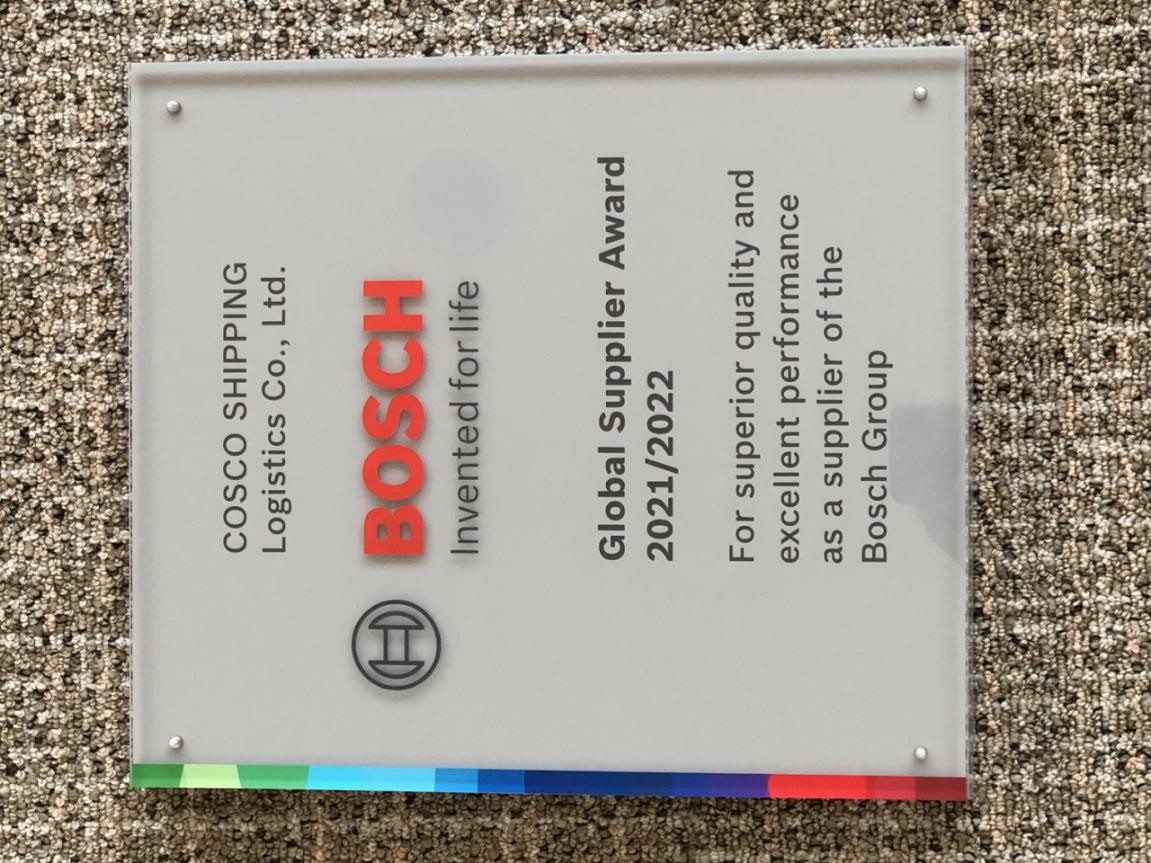 COSCO SHIPPING
Logistics Co., Ltd.
BOSCH
Invented for life
Global Supplier Award
2021/2022
For superior quality and
excellent performance
as a supplier of the
Bosch Group